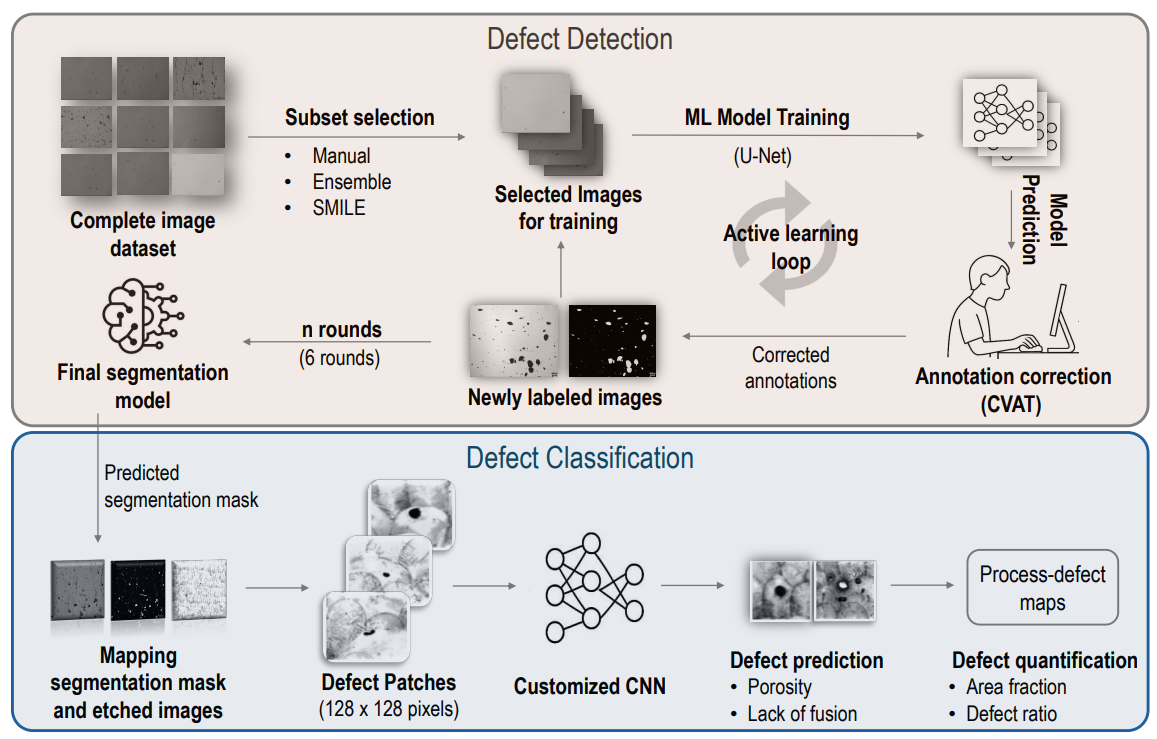 Defect Detection
Complete image
dataset
Subset selection
• Manual
• Ensemble
• SMILE
Selected Images
for training
ML Model Training
(U-Net)
Model
Prediction
Active learning
loop
Annotation correction
(CVAT)
Corrected
annotations
Newly labeled images
n rounds
(6 rounds)
Final segmentation
model
Defect Classification
Predicted
segmentation mask
Mapping
segmentation mask
and etched images
Defect Patches
(128 x 128 pixels)
Customized CNN
Defect prediction
• Porosity
• Lack of fusion
Process-defect
maps
Defect quantification
• Area fraction
• Defect ratio